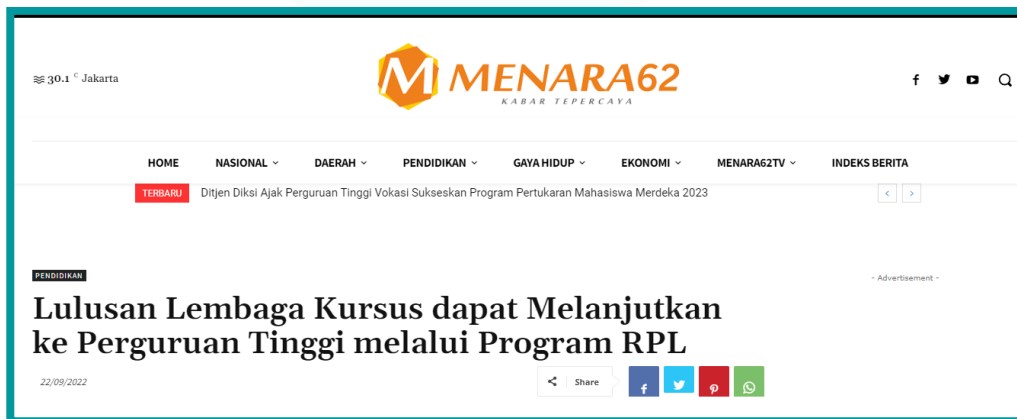 30.1 C Jakarta
M MENARA62
KABAR TEPERCAYA
HOME NASIONAL DAERAH PENDIDIKAN GAYA HIDUP EKONOMI MENARA62TV INDEKS BERITA
TERBARU Ditjen Diksi Ajak Perguruan Tinggi Vokasi Sukseskan Program Pertukaran Mahasiswa Merdeka 2023
PENDIDIKAN
- Advertisement -
Lulusan Lembaga Kursus dapat Melanjutkan
ke Perguruan Tinggi melalui Program RPL
22/09/2022
Share